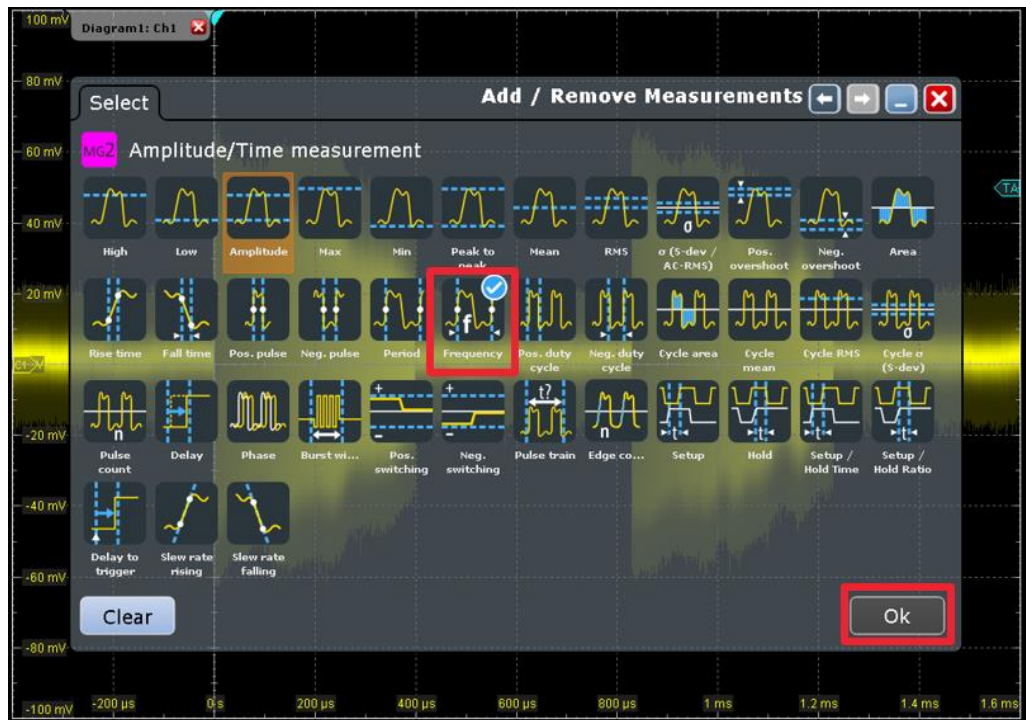 100 mV
Diagram1: Ch1
80 mV
Select
Add / Remove Measurements
60 mV
MG2 Amplitude/Time measurement
TA
40 mV
σ
High Low Amplitude Max Min Peak to peak Mean RMS σ (S-dev / AC-RMS) Pos. overshoot Neg. overshoot Area
20 mV
f
σ
Rise time Fall time Pos. pulse Neg. pulse Period Frequency Pos. duty cycle Neg. duty cycle Cycle area Cycle mean Cycle RMS Cycle σ (S-dev)
C1
n + - + - t? n t t t t
-20 mV
Pulse count Delay Phase Burst wi... Pos. switching Neg. switching Pulse train Edge co... Setup Hold Setup / Hold Time Setup / Hold Ratio
-40 mV
Delay to trigger Slew rate rising Slew rate falling
-60 mV
Clear
Ok
-80 mV
-100 mV
-200 µs 0 s 200 µs 400 µs 600 µs 800 µs 1 ms 1.2 ms 1.4 ms 1.6 ms